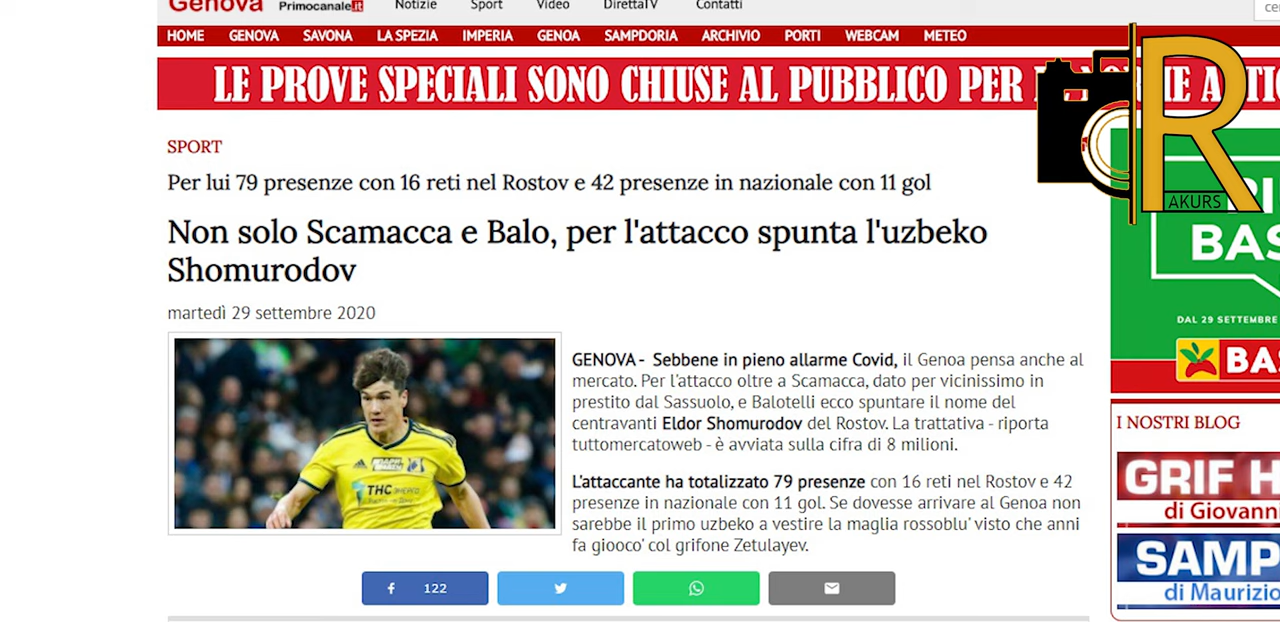 Genova Primocanale.it Notizie Sport Video DirettaTV Contatti
HOME GENOVA SAVONA LA SPEZIA IMPERIA GENOA SAMPDORIA ARCHIVIO PORTI WEBCAM METEO
LE PROVE SPECIALI SONO CHIUSE AL PUBBLICO PER
R
AKURS
SPORT
Per lui 79 presenze con 16 reti nel Rostov e 42 presenze in nazionale con 11 gol
Non solo Scamacca e Balo, per l'attacco spunta l'uzbeko
Shomurodov
martedì 29 settembre 2020
GENOVA - Sebbene in pieno allarme Covid, il Genoa pensa anche al
mercato. Per l'attacco oltre a Scamacca, dato per vicinissimo in
prestito dal Sassuolo, e Balotelli ecco spuntare il nome del
centravanti Eldor Shomurodov del Rostov. La trattativa - riporta
tuttomercatoweb - è avviata sulla cifra di 8 milioni.
L'attaccante ha totalizzato 79 presenze con 16 reti nel Rostov e 42
presenze in nazionale con 11 gol. Se dovesse arrivare al Genoa non
sarebbe il primo uzbeko a vestire la maglia rossoblu' visto che anni
fa giooco' col grifone Zetulayev.
THC
122
BAS
DAL 29 SETTEMBRE
BA
I NOSTRI BLOG
GRIF H
di Giovann
SAMP
di Maurizio